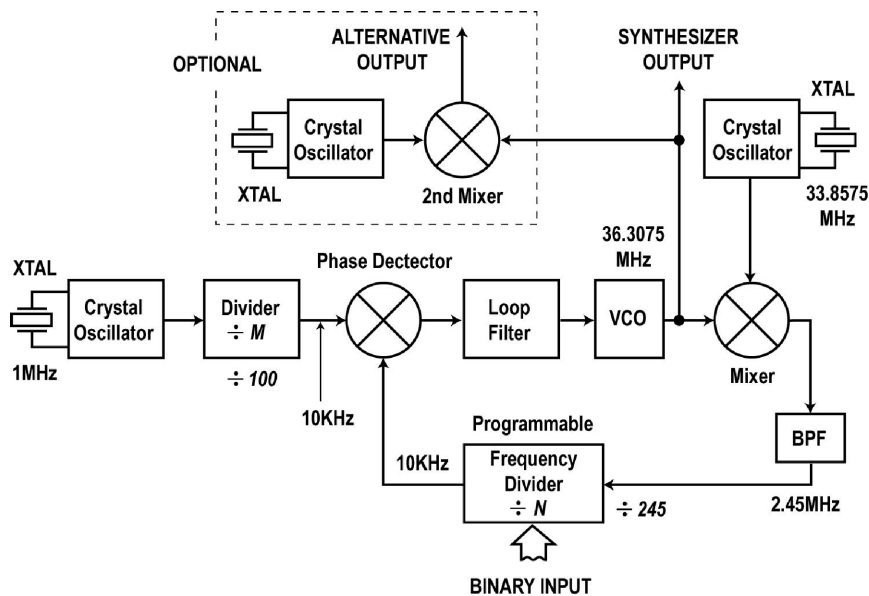 ALTERNATIVE
OUTPUT
SYNTHESIZER
OUTPUT
OPTIONAL
XTAL
Crystal
Oscillator
XTAL
2nd Mixer
Crystal
Oscillator
33.8575
MHz
36.3075
MHz
XTAL
Phase Dectector
Crystal
Oscillator
Divider
÷ M
Loop
Filter
VCO
1MHz
÷ 100
Mixer
10KHz
Programmable
BPF
10KHz
Frequency
Divider
÷ N
÷ 245
2.45MHz
BINARY INPUT